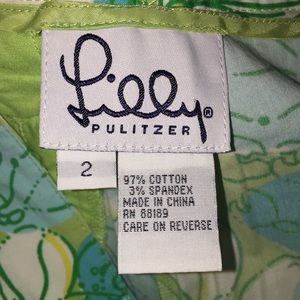 Lilly®
PULITZER
2
97% COTTON
3% SPANDEX
MADE IN CHINA
RN 88189
CARE ON REVERSE